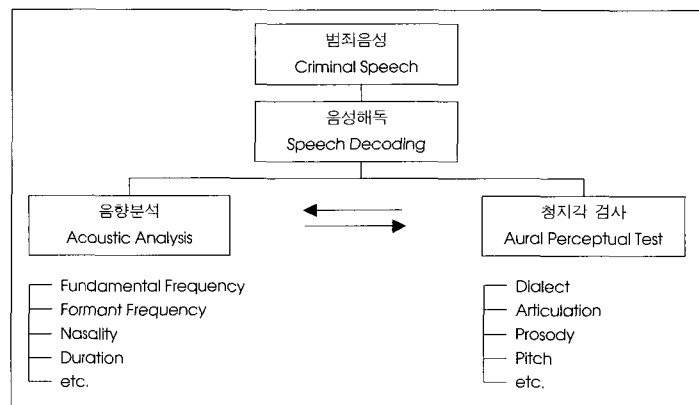 범죄음성
Criminal Speech
음성해독
Speech Decoding
음향분석
Acoustic Analysis
청지각 검사
Aural Perceptual Test
Fundamental Frequency
Formant Frequency
Nasality
Duration
etc.
Dialect
Articulation
Prosody
Pitch
etc.